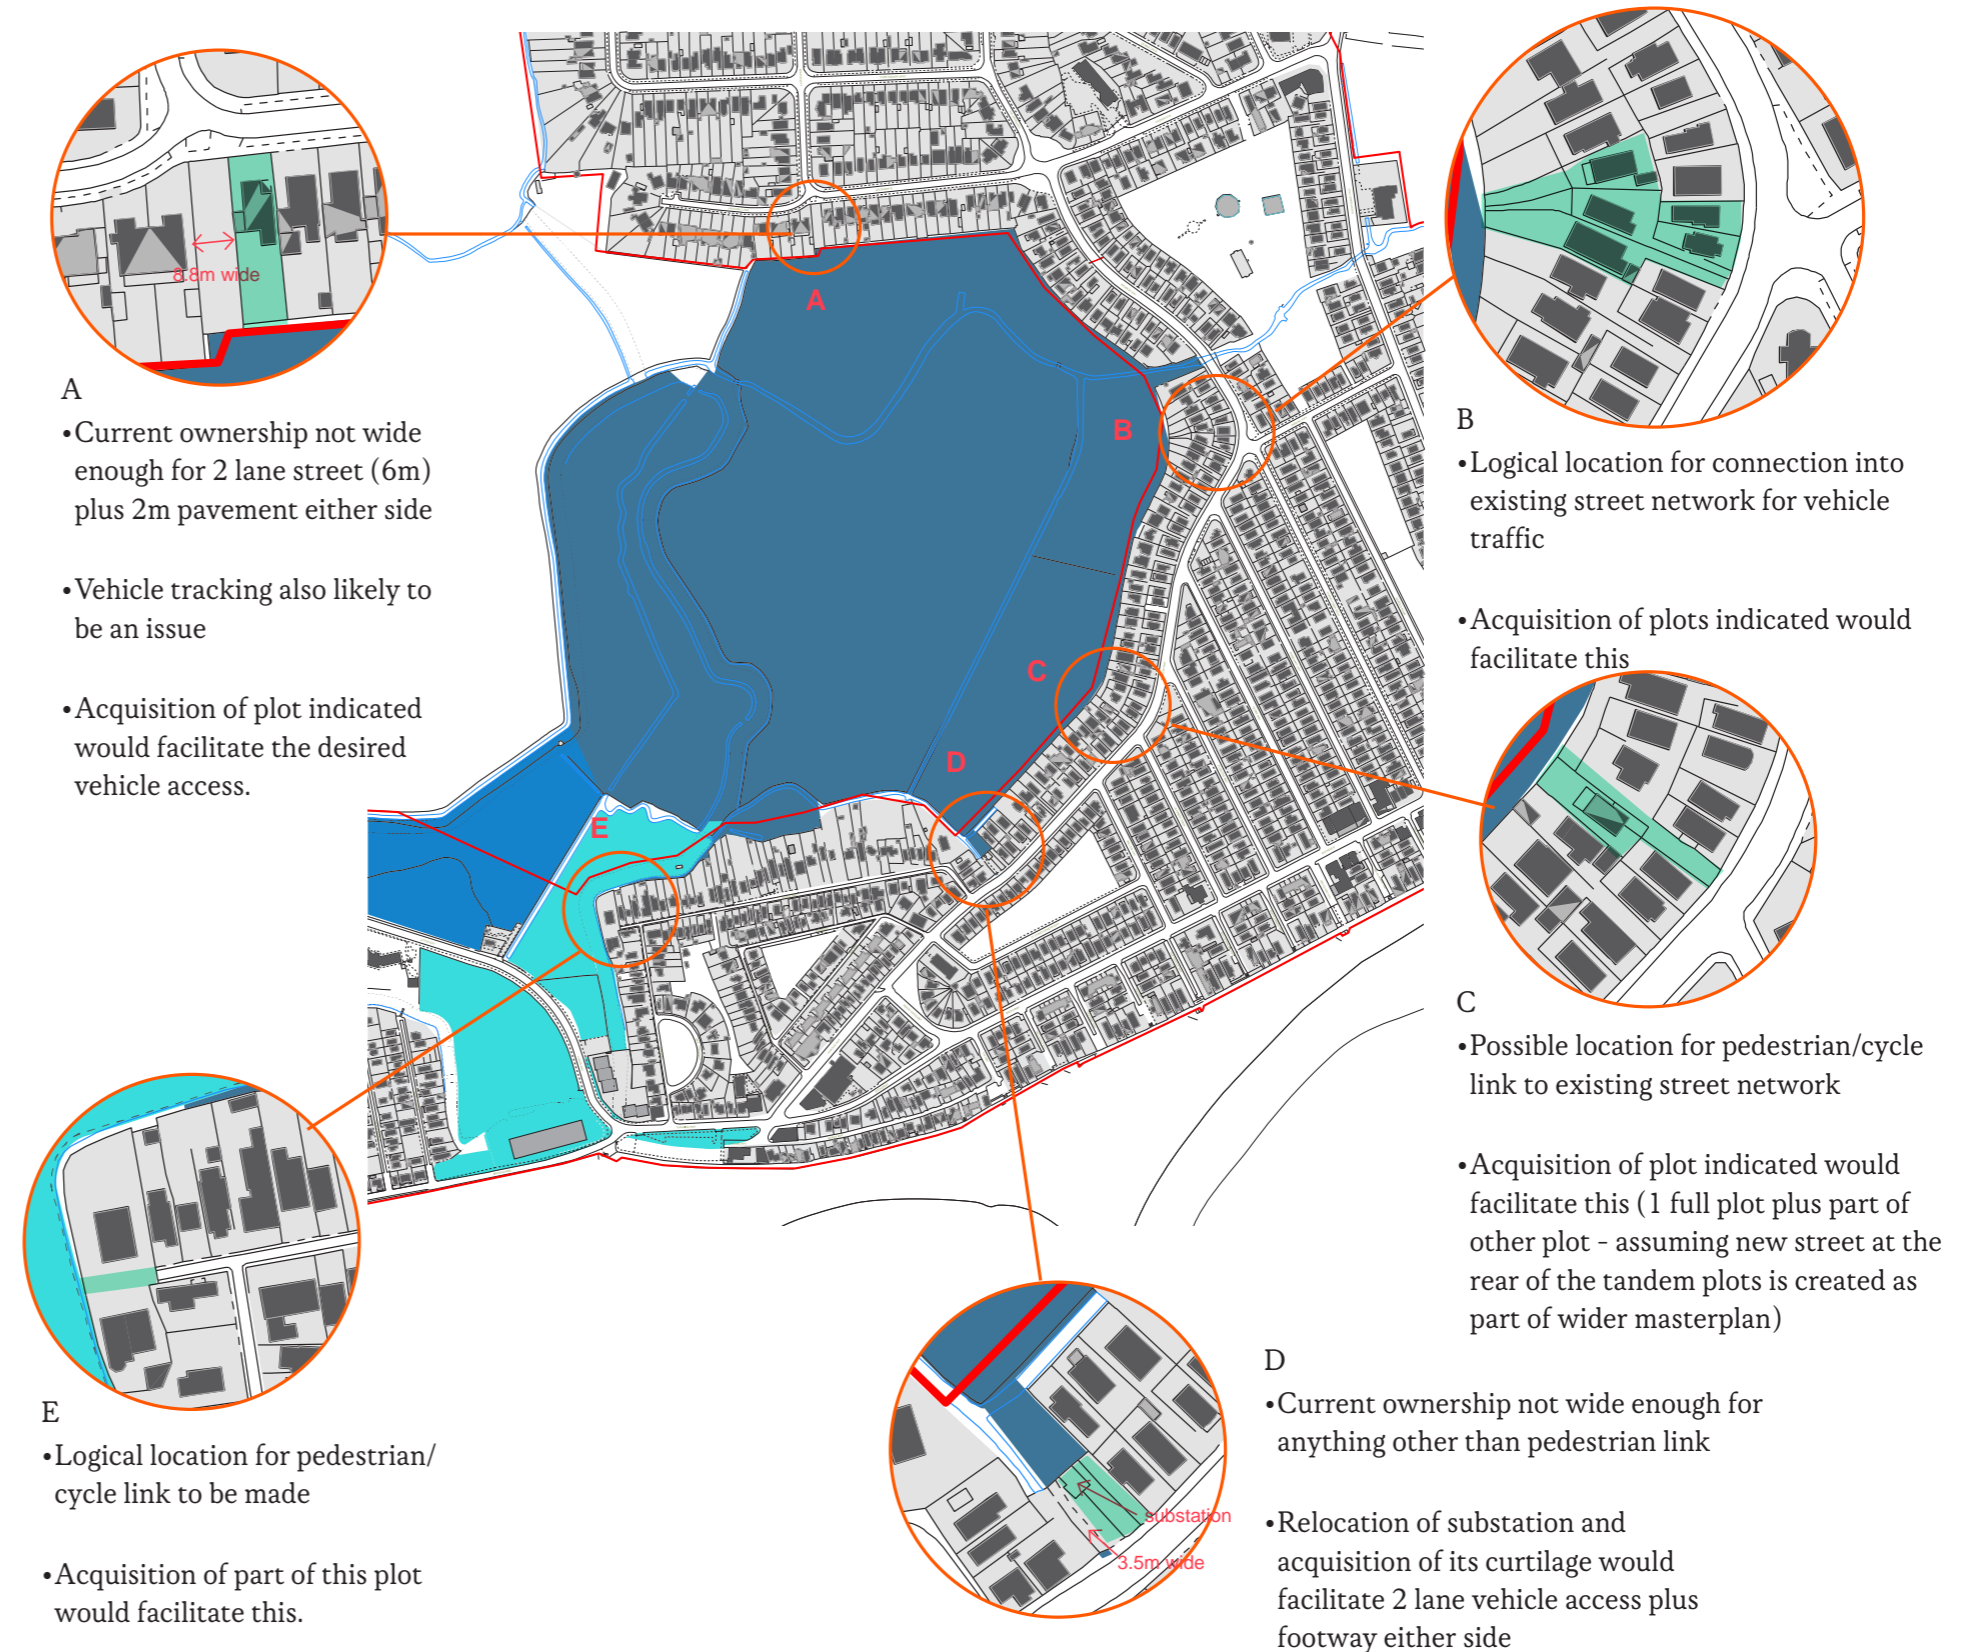 8.8m wide
A
•Current ownership not wide
enough for 2 lane street (6m)
plus 2m pavement either side
•Vehicle tracking also likely to
be an issue
•Acquisition of plot indicated
would facilitate the desired
vehicle access.
A
B
C
D
E
B
•Logical location for connection into
existing street network for vehicle
traffic
•Acquisition of plots indicated would
facilitate this
C
•Possible location for pedestrian/cycle
link to existing street network
•Acquisition of plot indicated would
facilitate this (1 full plot plus part of
other plot - assuming new street at the
rear of the tandem plots is created as
part of wider masterplan)
substation
3.5m wide
D
•Current ownership not wide enough for
anything other than pedestrian link
•Relocation of substation and
acquisition of its curtilage would
facilitate 2 lane vehicle access plus
footway either side
E
•Logical location for pedestrian/
cycle link to be made
•Acquisition of part of this plot
would facilitate this.